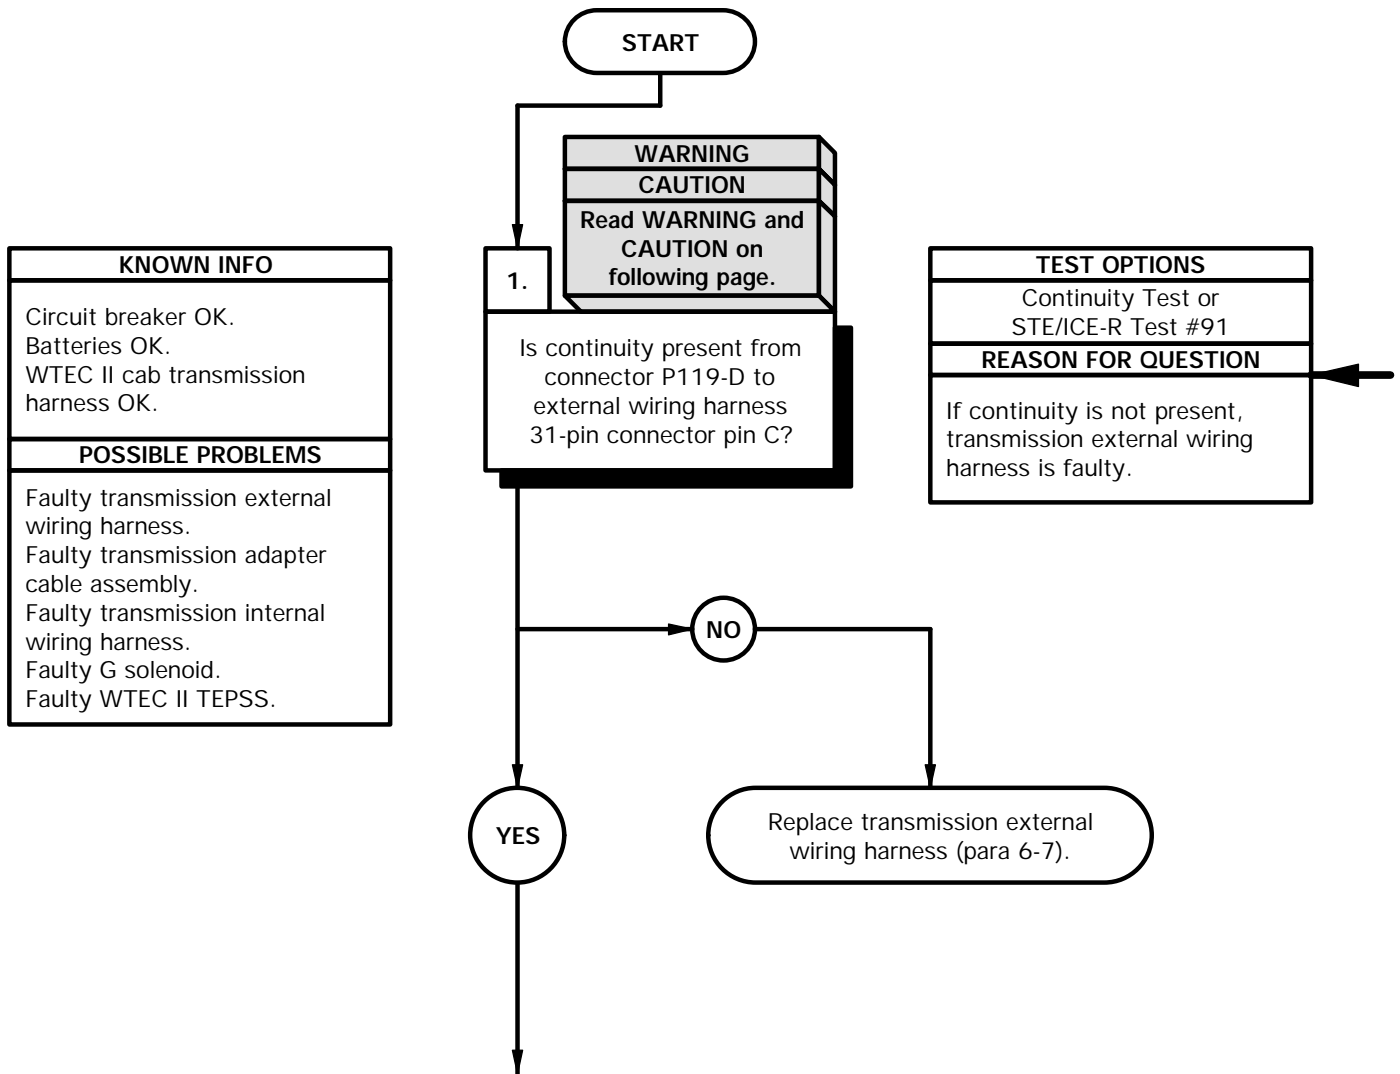 START
WARNING
CAUTION
Read WARNING and
CAUTION on
following page.
KNOWN INFO
Circuit breaker OK.
Batteries OK.
WTEC II cab transmission
harness OK.
POSSIBLE PROBLEMS
Faulty transmission external
wiring harness.
Faulty transmission adapter
cable assembly.
Faulty transmission internal
wiring harness.
Faulty G solenoid.
Faulty WTEC II TEPSS.
1.
Is continuity present from
connector P119-D to
external wiring harness
31-pin connector pin C?
TEST OPTIONS
Continuity Test or
STE/ICE-R Test #91
REASON FOR QUESTION
If continuity is not present,
transmission external wiring
harness is faulty.
NO
YES
Replace transmission external
wiring harness (para 6-7).